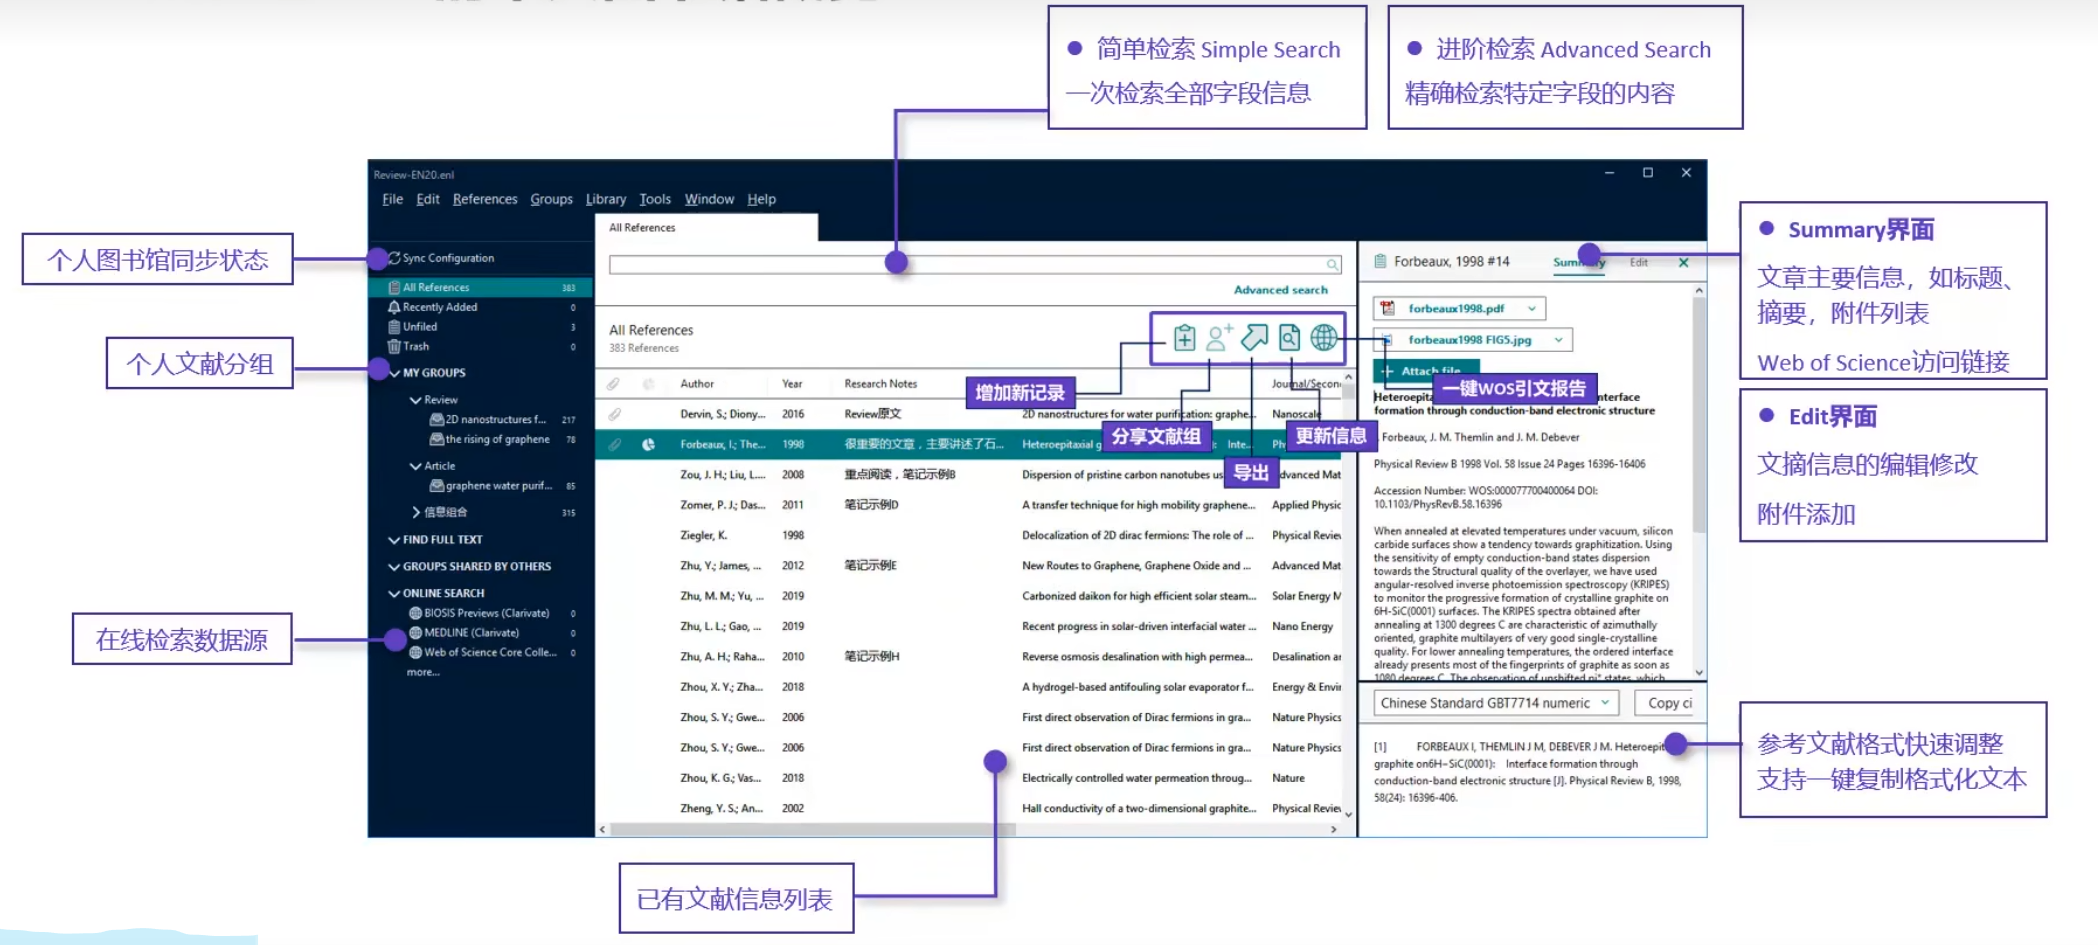 ● 简单检索 Simple Search
一次检索全部字段信息
● 进阶检索 Advanced Search
精确检索特定字段的内容
Review-EN20.enl
File Edit References Groups Library Tools Window Help
All References
个人图书馆同步状态
Sync Configuration
All References 383
Recently Added 0
Unfiled 3
Trash 0
个人文献分组
MY GROUPS
Review
2D nanostructures f... 217
the rising of graphene 78
Article
graphene water purif... 85
信息组合 315
FIND FULL TEXT
GROUPS SHARED BY OTHERS
ONLINE SEARCH
BIOSIS Previews (Clarivate) 0
MEDLINE (Clarivate) 0
Web of Science Core Colle... 0
more...
在线检索数据源
Advanced search
All References
383 References
增加新记录
分享文献组
导出
更新信息
一键WOS引文报告
Author Year Research Notes Journal/Secon
Dervin, S.; Diony... 2016 Review原文 2D nanostructures for water purification: graphe... Nanoscale
Forbeaux, I.; The... 1998 很重要的文章，主要讲述了石... Heteroepitaxial g Inte... Ph
Zou, J. H.; Liu, L.... 2008 重点阅读，笔记示例B Dispersion of pristine carbon nanotubes us dvanced Mat
Zomer, P. J.; Das... 2011 笔记示例D A transfer technique for high mobility graphene... Applied Physic
Ziegler, K. 1998 Delocalization of 2D dirac fermions: The role of ... Physical Review
Zhu, Y.; James, ... 2012 笔记示例E New Routes to Graphene, Graphene Oxide and ... Advanced Mat
Zhu, M. M.; Yu, ... 2019 Carbonized daikon for high efficient solar steam... Solar Energy M
Zhu, L. L.; Gao, ... 2019 Recent progress in solar-driven interfacial water ... Nano Energy
Zhu, A. H.; Raha... 2010 笔记示例H Reverse osmosis desalination with high permea... Desalination an
Zhou, X. Y.; Zha... 2018 A hydrogel-based antifouling solar evaporator f... Energy & Envir
Zhou, S. Y.; Gwe... 2006 First direct observation of Dirac fermions in gra... Nature Physics
Zhou, S. Y.; Gwe... 2006 First direct observation of Dirac fermions in gra... Nature Physics
Zhou, K. G.; Vas... 2018 Electrically controlled water permeation throug... Nature
Zheng, Y. S.; An... 2002 Hall conductivity of a two-dimensional graphite... Physical Review
已有文献信息列表
Forbeaux, 1998 #14 Summary Edit
forbeaux1998.pdf
forbeaux1998 FIG5.jpg
+ Attach file
Heteroepita nterface
formation through conduction-band electronic structure
Forbeaux, J. M. Themlin and J. M. Debever
Physical Review B 1998 Vol. 58 Issue 24 Pages 16396-16406
Accession Number: WOS:000077700400064 DOI:
10.1103/PhysRevB.58.16396
When annealed at elevated temperatures under vacuum, silicon
carbide surfaces show a tendency towards graphitization. Using
the sensitivity of empty conduction-band states dispersion
towards the Structural quality of the overlayer, we have used
angular-resolved inverse photoemission spectroscopy (KRIPES)
to monitor the progressive formation of crystalline graphite on
6H-SiC(0001) surfaces. The KRIPES spectra obtained after
annealing at 1300 degrees C are characteristic of azimuthally
oriented, graphite multilayers of very good single-crystalline
quality. For lower annealing temperatures, the ordered interface
already presents most of the fingerprints of graphite as soon as
1080 degrees C. The observation of unshifted pi* states, which
Chinese Standard GBT7714 numeric Copy ci
[1] FORBEAUX I, THEMLIN J M, DEBEVER J M. Heteroepit
graphite on6H−SiC(0001): Interface formation through
conduction-band electronic structure [J]. Physical Review B, 1998,
58(24): 16396-406.
● Summary界面
文章主要信息，如标题、
摘要，附件列表
Web of Science访问链接
● Edit界面
文摘信息的编辑修改
附件添加
参考文献格式快速调整
支持一键复制格式化文本